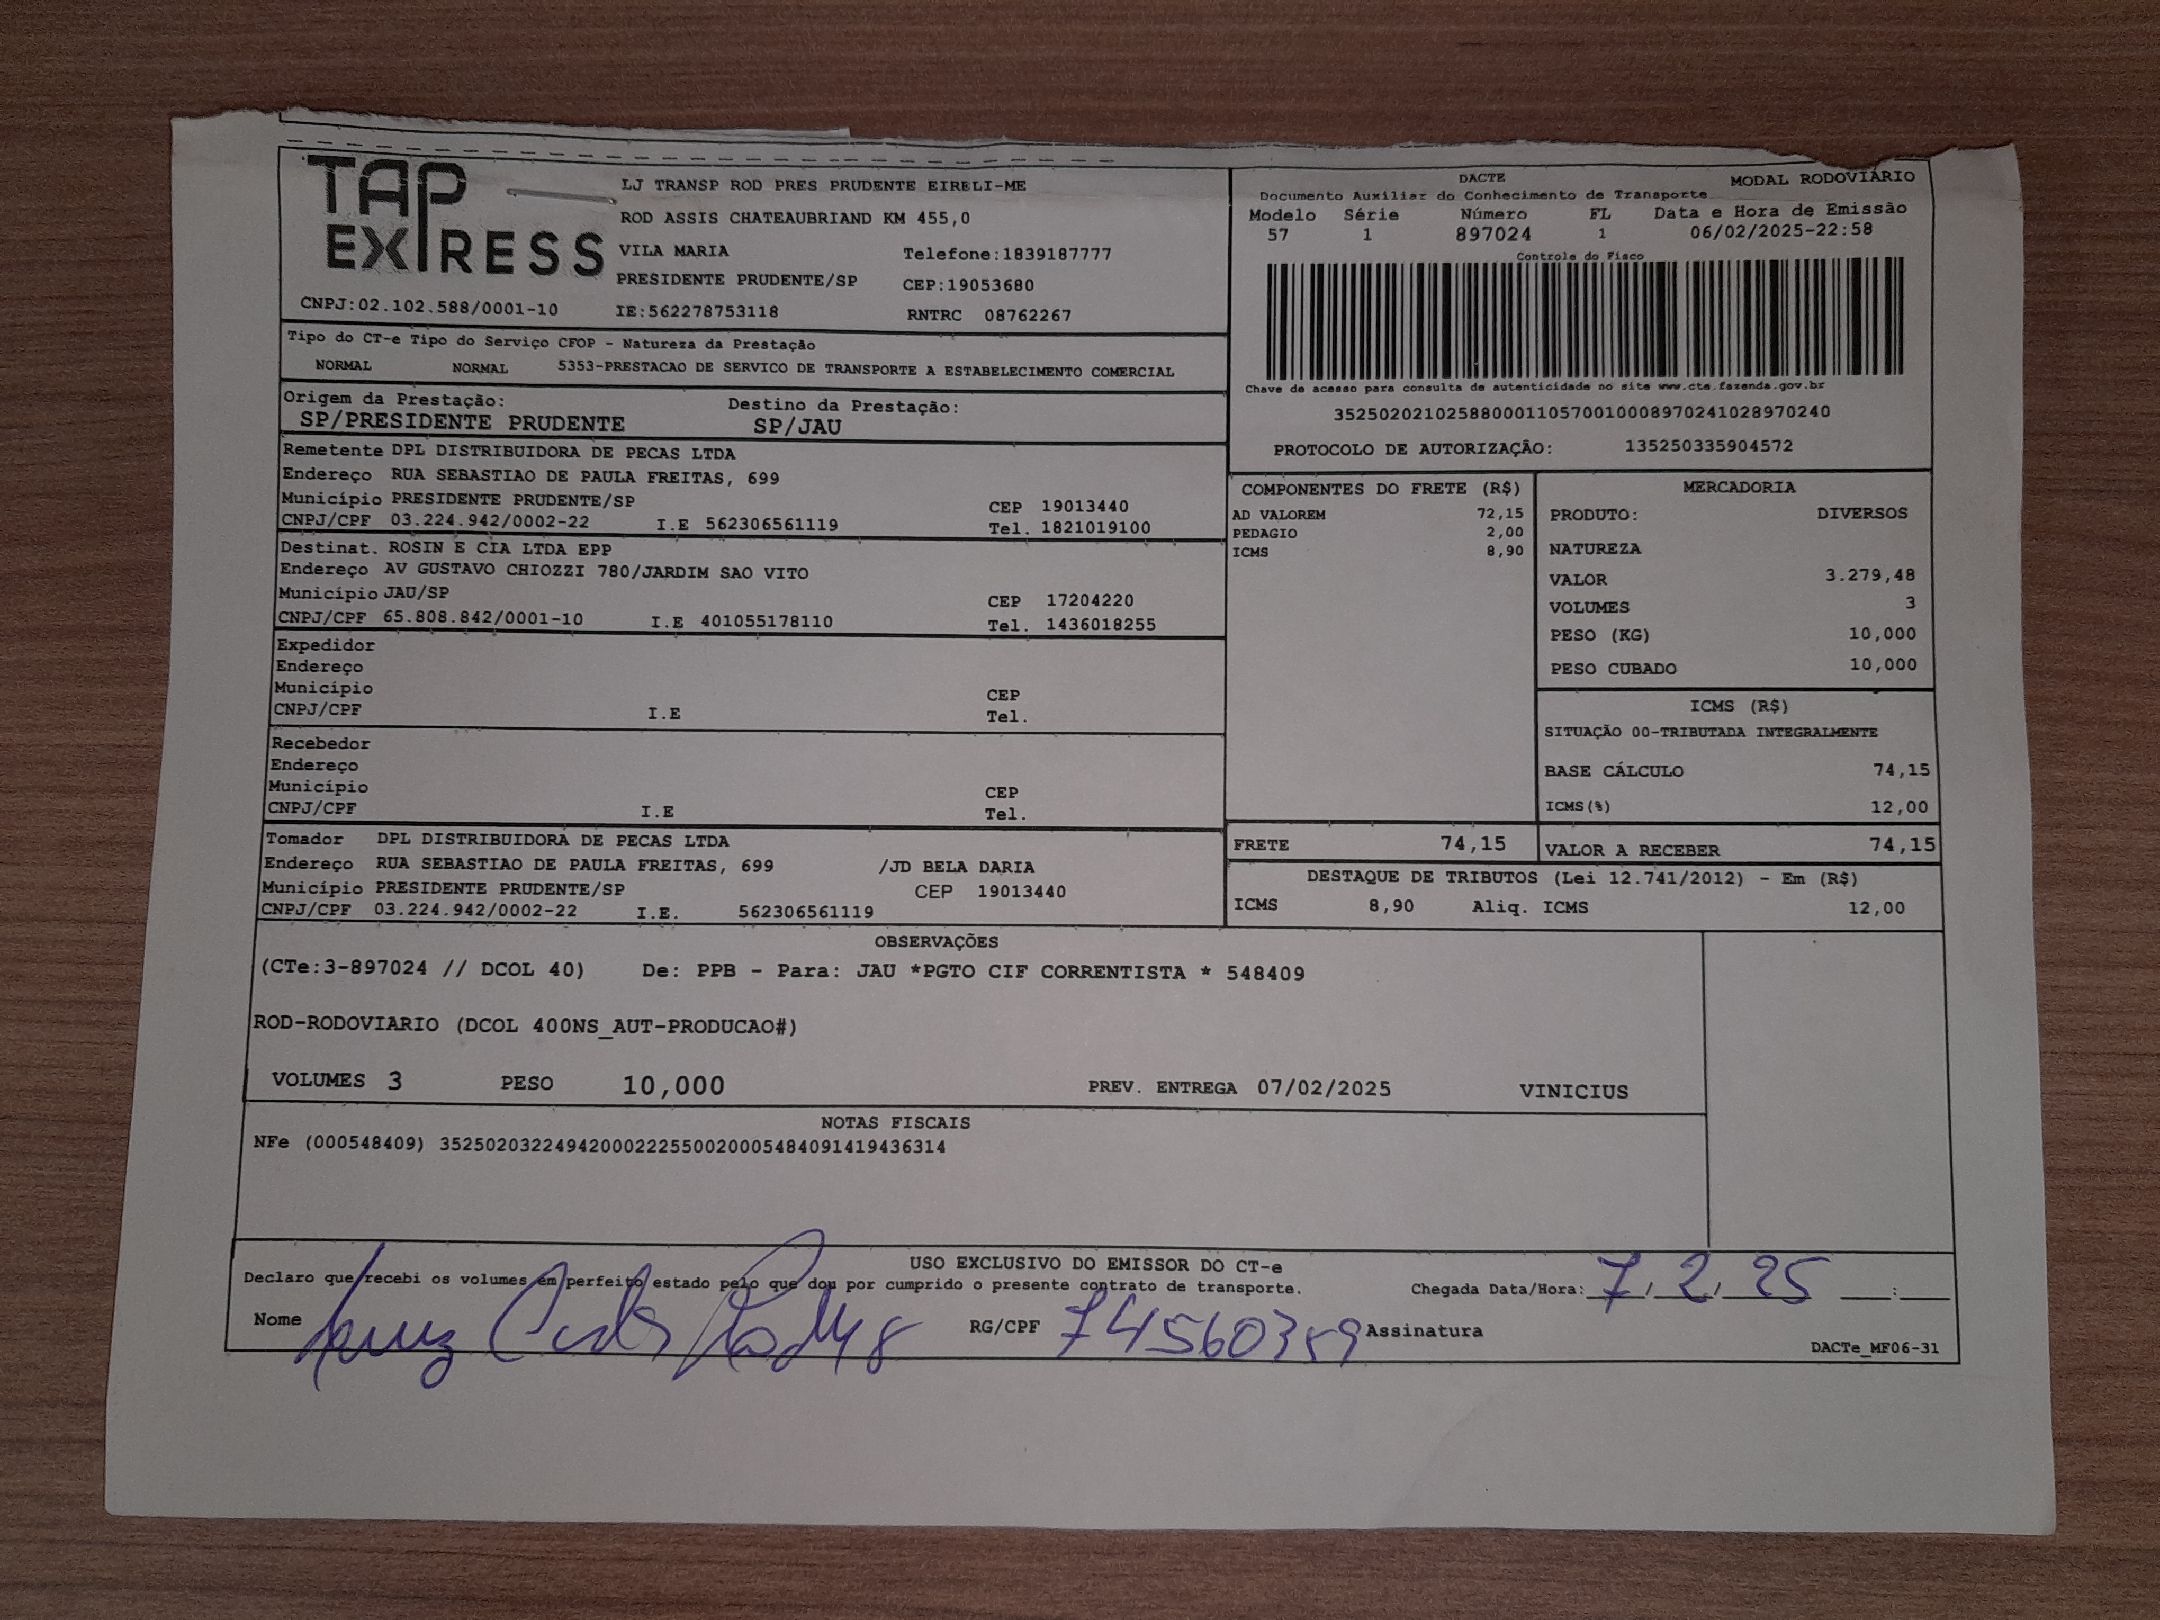 TAP EXPRESS
LJ TRANSP ROD PRES PRUDENTE EIRELI-ME
ROD ASSIS CHATEAUBRIAND KM 455,0
VILA MARIA Telefone:1839187777
PRESIDENTE PRUDENTE/SP CEP:19053680
CNPJ:02.102.588/0001-10 IE:562278753118 RNTRC 08762267
DACTE MODAL RODOVIÁRIO
Documento Auxiliar do Conhecimento de Transporte
Modelo Série Número FL Data e Hora de Emissão
57 1 897024 1 06/02/2025-22:58
Controle do Fisco
Chave de acesso para consulta de autenticidade no site www.cte.fazenda.gov.br
35250202102588000110570010008970241028970240
PROTOCOLO DE AUTORIZAÇÃO: 135250335904572
Tipo do CT-e Tipo do Serviço CFOP - Natureza da Prestação
NORMAL NORMAL 5353-PRESTACAO DE SERVICO DE TRANSPORTE A ESTABELECIMENTO COMERCIAL
Origem da Prestação: Destino da Prestação:
SP/PRESIDENTE PRUDENTE SP/JAU
Remetente DPL DISTRIBUIDORA DE PECAS LTDA
Endereço RUA SEBASTIAO DE PAULA FREITAS, 699
Município PRESIDENTE PRUDENTE/SP CEP 19013440
CNPJ/CPF 03.224.942/0002-22 I.E 562306561119 Tel. 1821019100
Destinat. ROSIN E CIA LTDA EPP
Endereço AV GUSTAVO CHIOZZI 780/JARDIM SAO VITO
Município JAU/SP CEP 17204220
CNPJ/CPF 65.808.842/0001-10 I.E 401055178110 Tel. 1436018255
Expedidor
Endereço
Município CEP
CNPJ/CPF I.E Tel.
Recebedor
Endereço
Município CEP
CNPJ/CPF I.E Tel.
Tomador DPL DISTRIBUIDORA DE PECAS LTDA
Endereço RUA SEBASTIAO DE PAULA FREITAS, 699 /JD BELA DARIA
Município PRESIDENTE PRUDENTE/SP CEP 19013440
CNPJ/CPF 03.224.942/0002-22 I.E. 562306561119
COMPONENTES DO FRETE (R$)
AD VALOREM 72,15
PEDAGIO 2,00
ICMS 8,90
MERCADORIA
PRODUTO: DIVERSOS
NATUREZA
VALOR 3.279,48
VOLUMES 3
PESO (KG) 10,000
PESO CUBADO 10,000
ICMS (R$)
SITUAÇÃO 00-TRIBUTADA INTEGRALMENTE
BASE CÁLCULO 74,15
ICMS(%) 12,00
FRETE 74,15 VALOR A RECEBER 74,15
DESTAQUE DE TRIBUTOS (Lei 12.741/2012) - Em (R$)
ICMS 8,90 Aliq. ICMS 12,00
OBSERVAÇÕES
(CTe:3-897024 // DCOL 40) De: PPB - Para: JAU *PGTO CIF CORRENTISTA * 548409
ROD-RODOVIARIO (DCOL 400NS_AUT-PRODUCAO#)
VOLUMES 3 PESO 10,000 PREV. ENTREGA 07/02/2025 VINICIUS
NOTAS FISCAIS
NFe (000548409) 35250203224942000222550020005484091419436314
USO EXCLUSIVO DO EMISSOR DO CT-e
Declaro que recebi os volumes em perfeito estado pelo que dou por cumprido o presente contrato de transporte. Chegada Data/Hora: 7/2/25 :
Nome RG/CPF Assinatura
DACTe_MF06-31